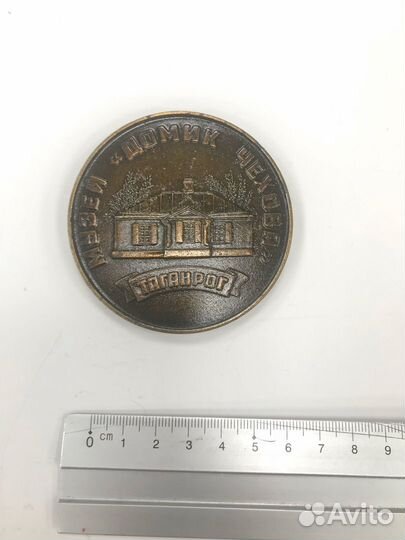 МУЗЕЙ «ДОМИК ЧЕХОВА»
ТАГАНРОГ
0 cm 1 2 3 4 5 6 7 8 9
Avito